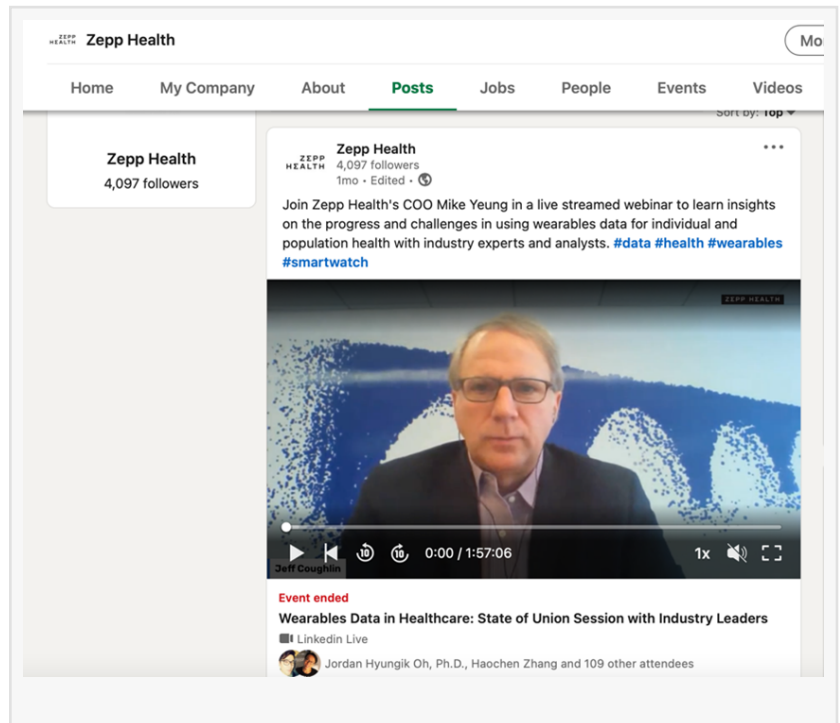 ZEPP HEALTH Zepp Health
Mo
Home My Company About Posts Jobs People Events Videos
Sort by: Top
Zepp Health
4,097 followers
ZEPP HEALTH
Zepp Health
4,097 followers
1mo • Edited •
Join Zepp Health's COO Mike Yeung in a live streamed webinar to learn insights
on the progress and challenges in using wearables data for individual and
population health with industry experts and analysts. #data #health #wearables
#smartwatch
ZEPP HEALTH
10 10 0:00 / 1:57:06 1x
Jeff Coughlin
Event ended
Wearables Data in Healthcare: State of Union Session with Industry Leaders
Linkedin Live
Jordan Hyungik Oh, Ph.D., Haochen Zhang and 109 other attendees